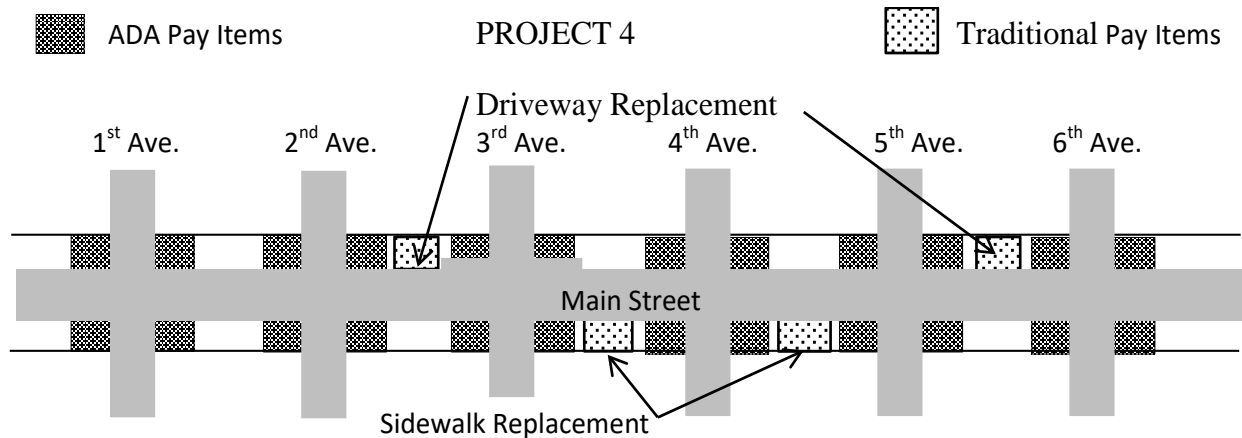 ADA Pay Items PROJECT 4 Traditional Pay Items
Driveway Replacement
1st Ave. 2nd Ave. 3rd Ave. 4th Ave. 5th Ave. 6th Ave.
Main Street
Sidewalk Replacement